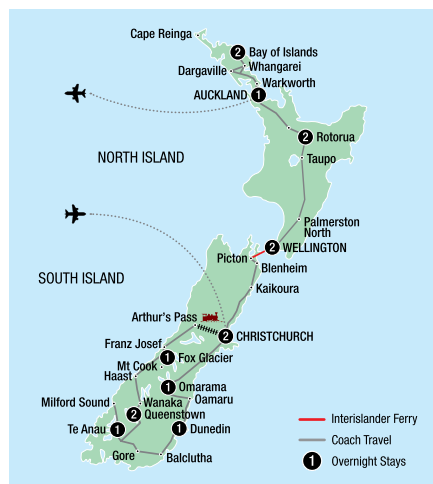 Cape Reinga
2
Bay of Islands
Whangarei
Dargaville
Warkworth
AUCKLAND
1
2
Rotorua
NORTH ISLAND
Taupo
Palmerston
North
2
WELLINGTON
Picton
Blenheim
SOUTH ISLAND
Kaikoura
Arthur's Pass
2
CHRISTCHURCH
Franz Josef
1
Fox Glacier
Mt Cook
Haast
1
Omarama
Oamaru
Milford Sound
Wanaka
2
Queenstown
Te Anau
1
1
Dunedin
Gore
Balclutha
Interislander Ferry
Coach Travel
1
Overnight Stays